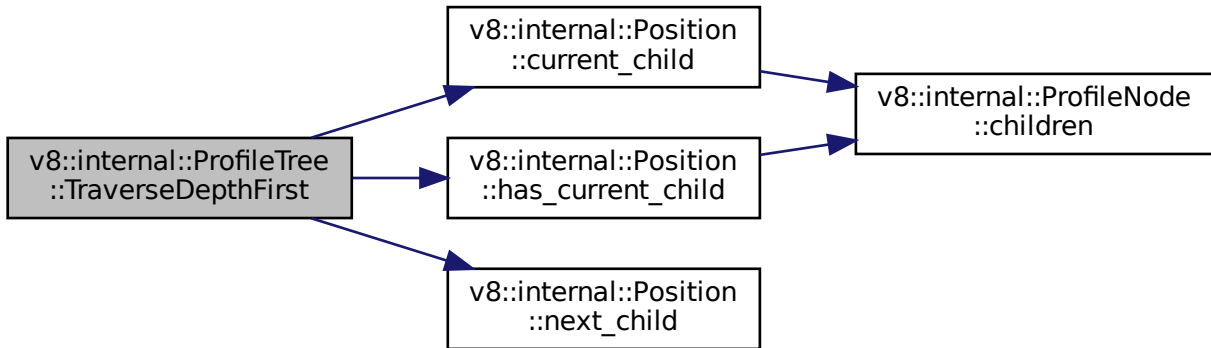 v8::internal::ProfileTree
::TraverseDepthFirst
v8::internal::Position
::current_child
v8::internal::Position
::has_current_child
v8::internal::Position
::next_child
v8::internal::ProfileNode
::children